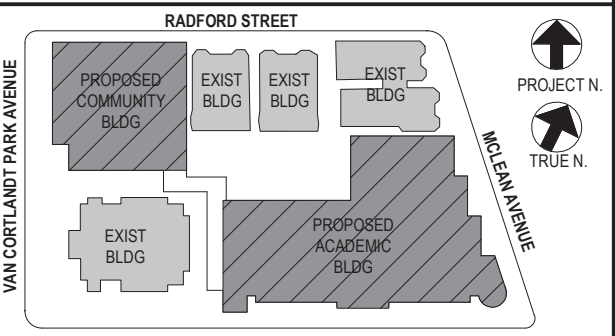 RADFORD STREET
VAN CORTLANDT PARK AVENUE
PROPOSED
COMMUNITY
BLDG
EXIST
BLDG
EXIST
BLDG
EXIST
BLDG
PROJECT N.
TRUE N.
MCLEAN AVENUE
EXIST
BLDG
PROPOSED
ACADEMIC
BLDG